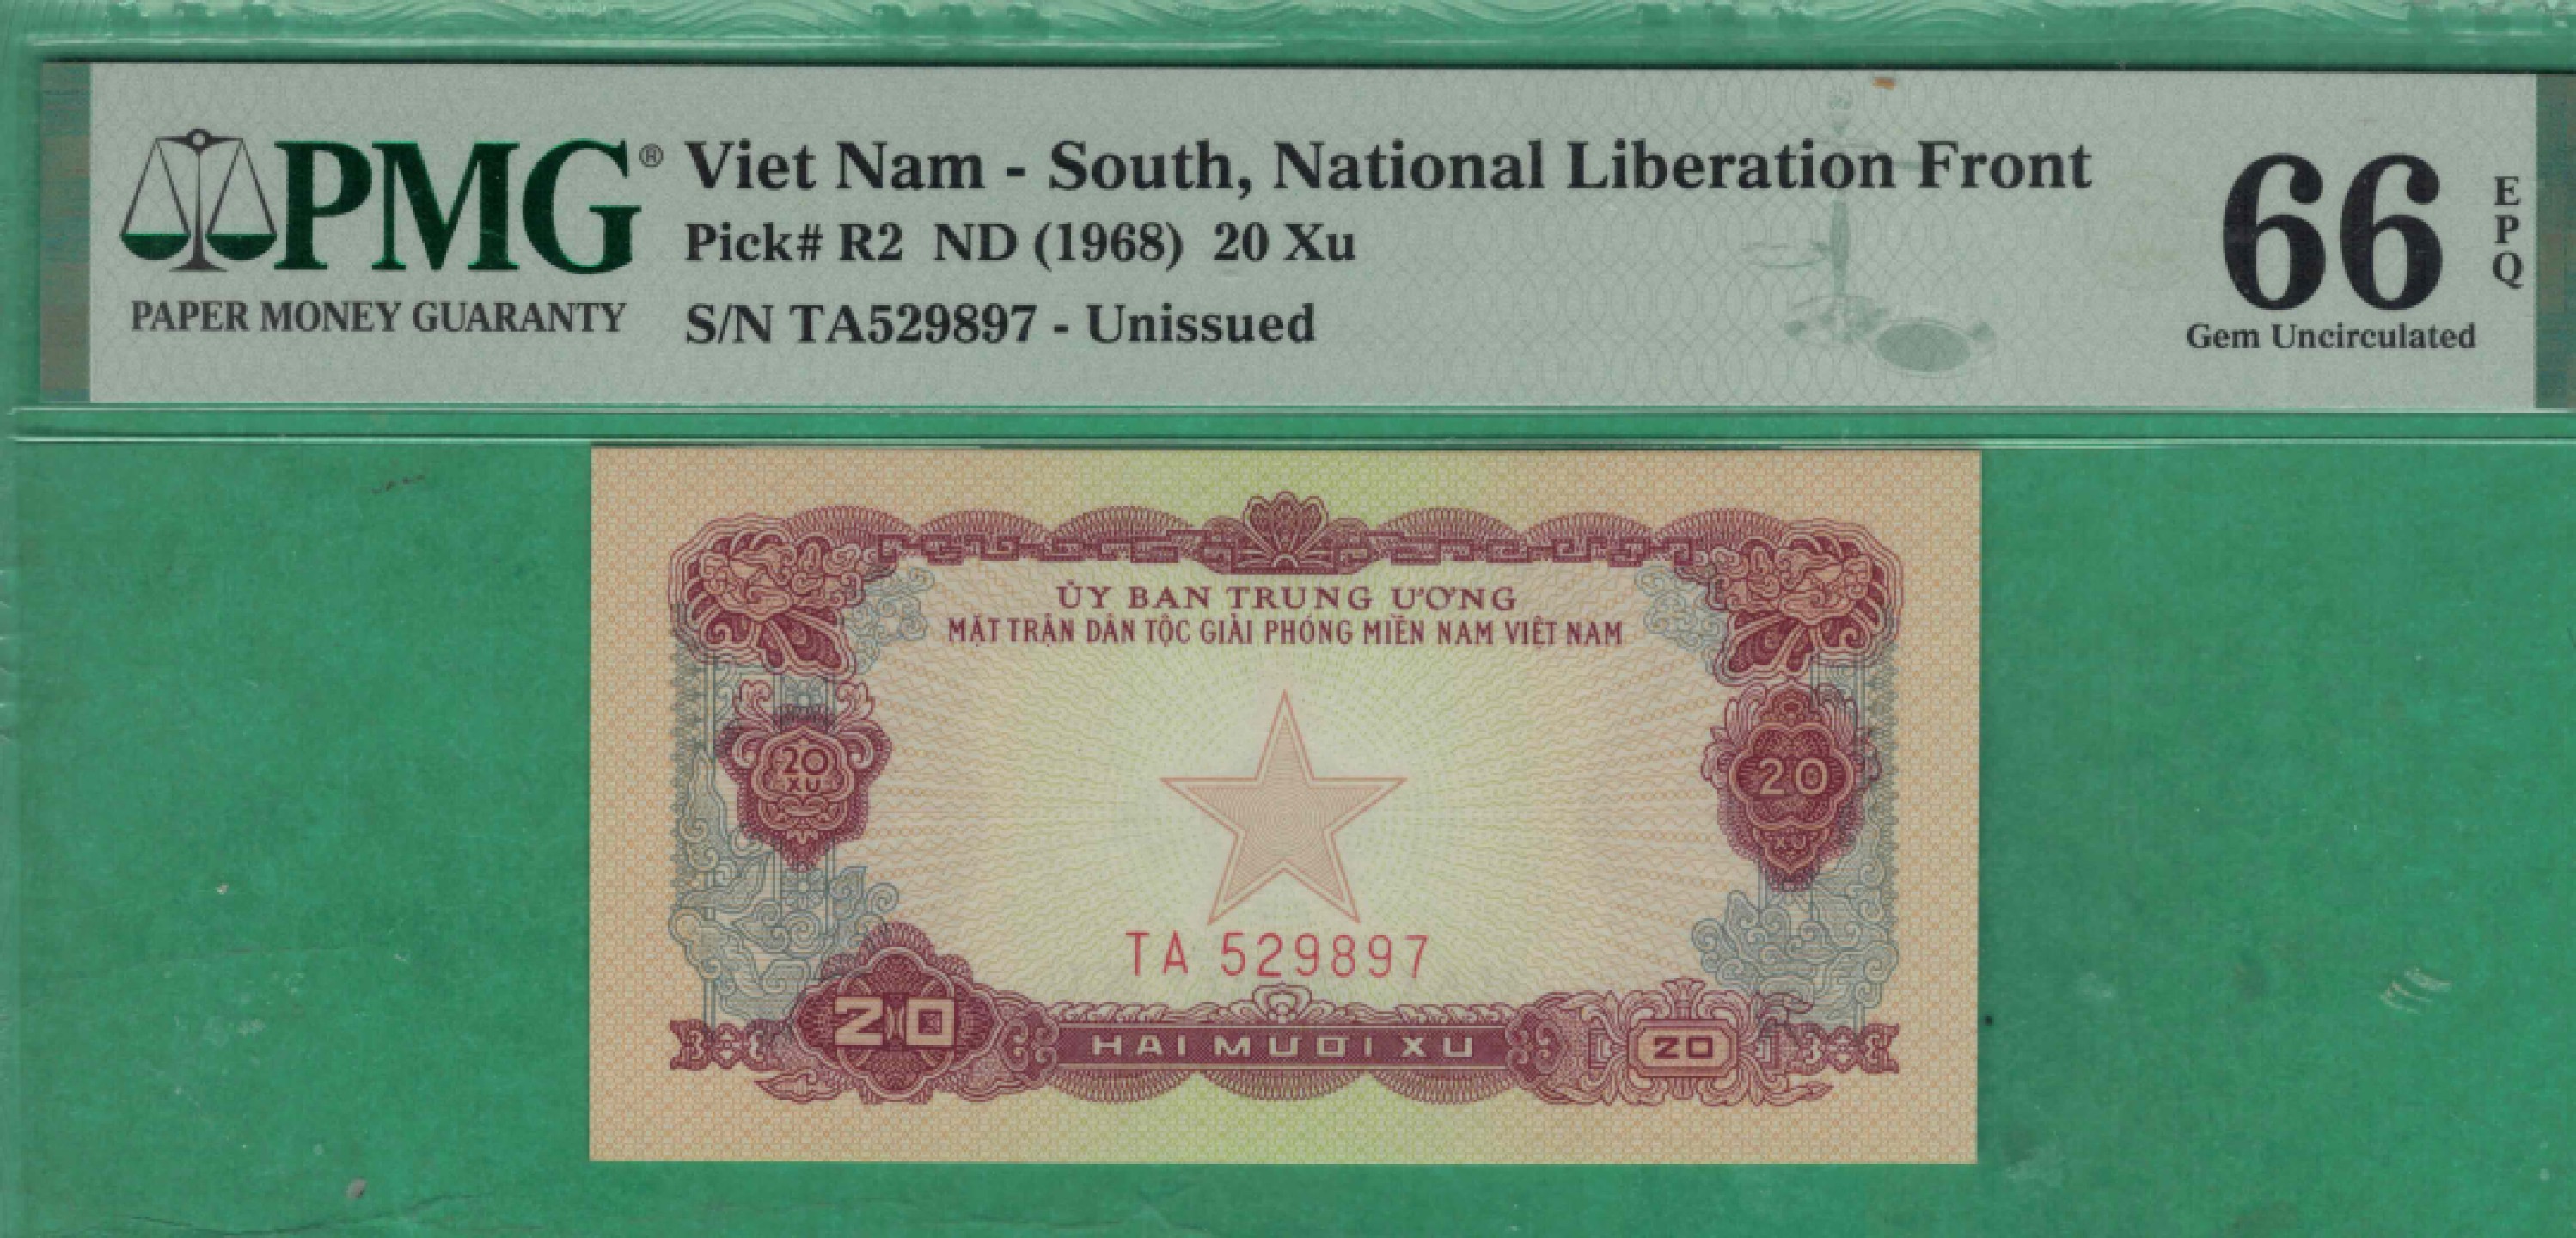 PMG®
PAPER MONEY GUARANTY
Viet Nam - South, National Liberation Front
Pick# R2 ND (1968) 20 Xu
S/N TA529897 - Unissued
66
EPQ
Gem Uncirculated
ỦY BAN TRUNG ƯƠNG
MẶT TRẬN DÂN TỘC GIẢI PHÓNG MIỀN NAM VIỆT NAM
20
XU
20
XU
TA 529897
20
HAI MƯƠI XU
20